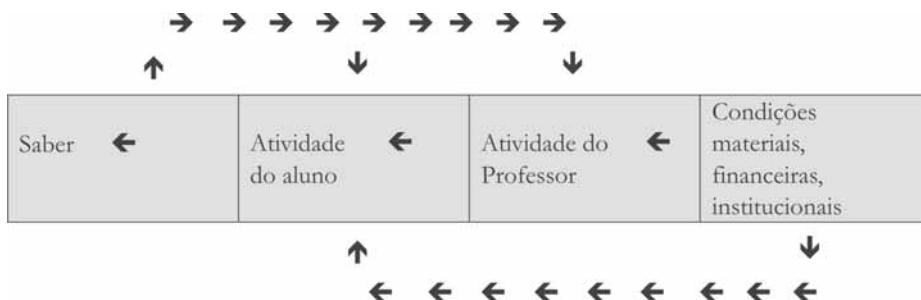 Saber
Atividade
do aluno
Atividade do
Professor
Condições
materiais,
financeiras,
institucionais